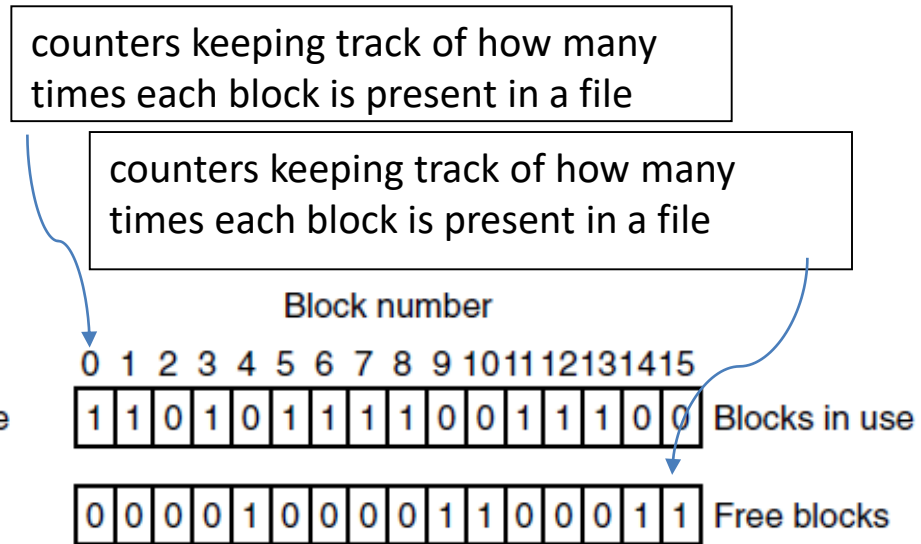 counters keeping track of how many
times each block is present in a file
counters keeping track of how many
times each block is present in a file
Block number
0 1 2 3 4 5 6 7 8 9 10 11 12 13 14 15
1 1 0 1 0 1 1 1 1 0 0 1 1 1 0 0 Blocks in use
0 0 0 0 1 0 0 0 0 1 1 0 0 0 1 1 Free blocks